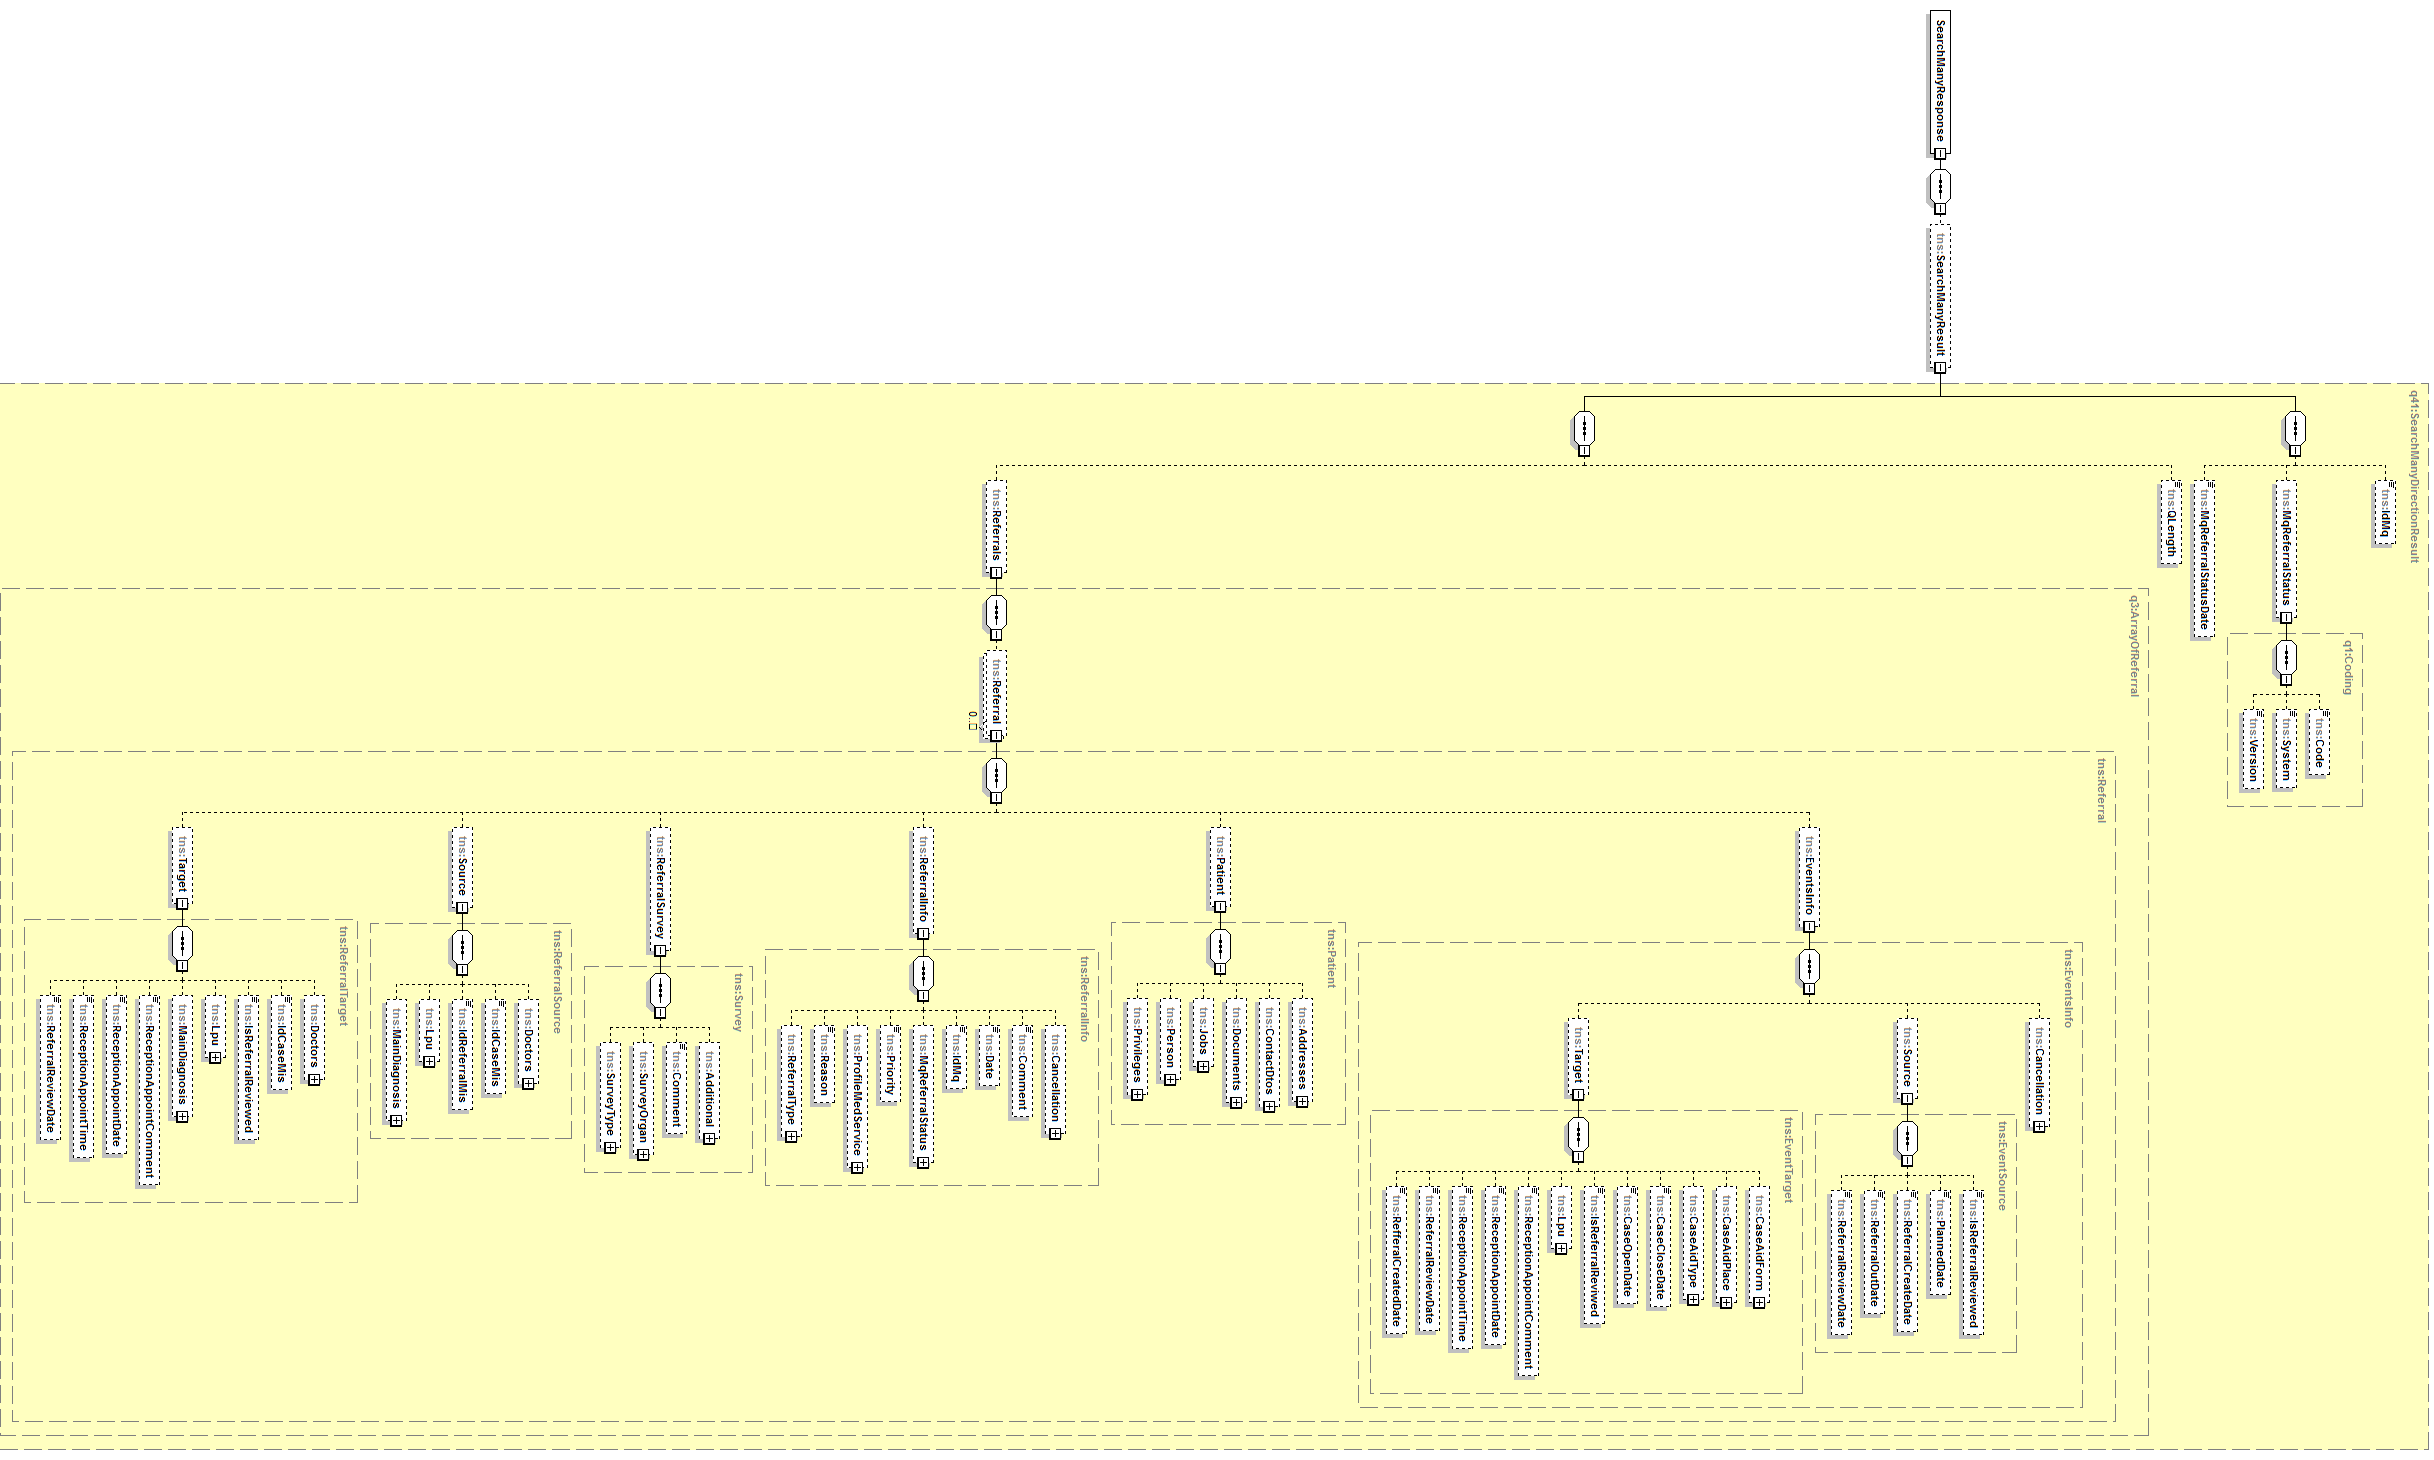 SearchManyResponse
tns:SearchManyResult
q41:SearchManyDirectionResult
tns:IdMq
tns:MqReferralStatus
q1:Coding
tns:Code
tns:System
tns:Version
tns:MqReferralStatusDate
tns:QLength
tns:Referrals
q3:ArrayOfReferral
tns:Referral
0..□
tns:Referral
tns:EventsInfo
tns:EventsInfo
tns:Cancellation
tns:Source
tns:EventSource
tns:IsReferralReviewed
tns:PlannedDate
tns:ReferralCreateDate
tns:ReferralOutDate
tns:ReferralReviewDate
tns:Target
tns:EventTarget
tns:CaseAidForm
tns:CaseAidPlace
tns:CaseAidType
tns:CaseCloseDate
tns:CaseOpenDate
tns:IsReferralReviwed
tns:Lpu
tns:ReceptionAppointComment
tns:ReceptionAppointDate
tns:ReceptionAppointTime
tns:ReferralReviewDate
tns:RefferalCreatedDate
tns:Patient
tns:Patient
tns:Addresses
tns:ContactDtos
tns:Documents
tns:Jobs
tns:Person
tns:Privileges
tns:ReferralInfo
tns:ReferralInfo
tns:Cancellation
tns:Comment
tns:Date
tns:IdMq
tns:MqReferralStatus
tns:Priority
tns:ProfileMedService
tns:Reason
tns:ReferralType
tns:ReferralSurvey
tns:Survey
tns:Additional
tns:Comment
tns:SurveyOrgan
tns:SurveyType
tns:Source
tns:ReferralSource
tns:Doctors
tns:IdCaseMis
tns:IdReferralMis
tns:Lpu
tns:MainDiagnosis
tns:Target
tns:ReferralTarget
tns:Doctors
tns:IdCaseMis
tns:IsReferralReviewed
tns:Lpu
tns:MainDiagnosis
tns:ReceptionAppointComment
tns:ReceptionAppointDate
tns:ReceptionAppointTime
tns:ReferralReviewDate